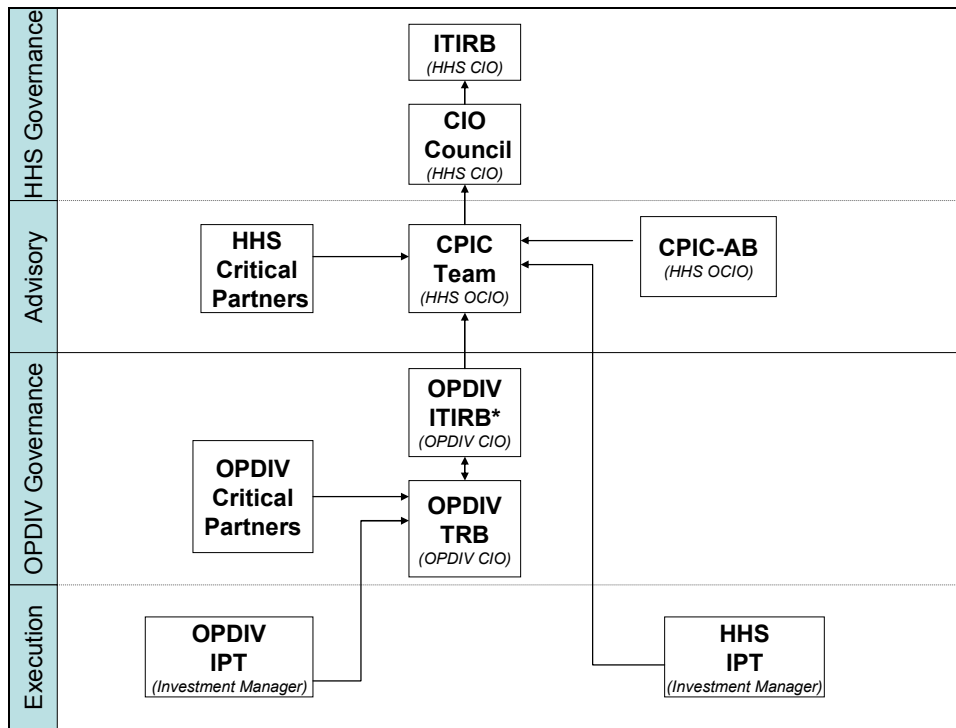 HHS Governance
ITIRB
(HHS CIO)
CIO
Council
(HHS CIO)
Advisory
HHS
Critical
Partners
CPIC
Team
(HHS OCIO)
CPIC-AB
(HHS OCIO)
OPDIV Governance
OPDIV
ITIRB*
(OPDIV CIO)
OPDIV
Critical
Partners
OPDIV
TRB
(OPDIV CIO)
Execution
OPDIV
IPT
(Investment Manager)
HHS
IPT
(Investment Manager)